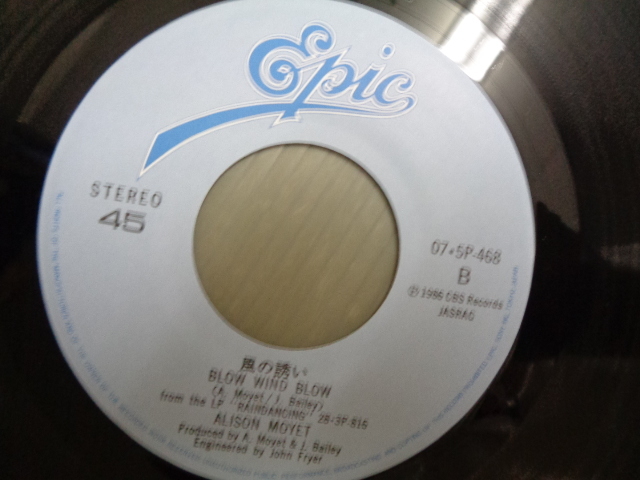 Epic
STEREO
45
07・5P-468
B
Ⓟ 1986 CBS Records
JASRAC
風の誘い
BLOW WIND BLOW
(A. Moyet / J. Bailey)
from the LP "RAINDANCING" 28・3P-815
ALISON MOYET
Produced by A. Moyet & J. Bailey
Engineered by John Fryer